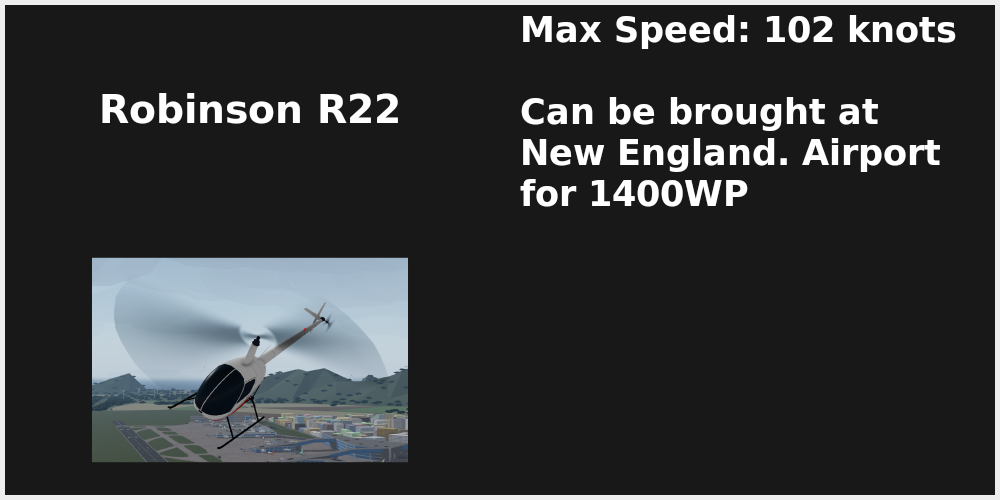 Robinson R22
Max Speed: 102 knots
Can be brought at
New England. Airport
for 1400WP